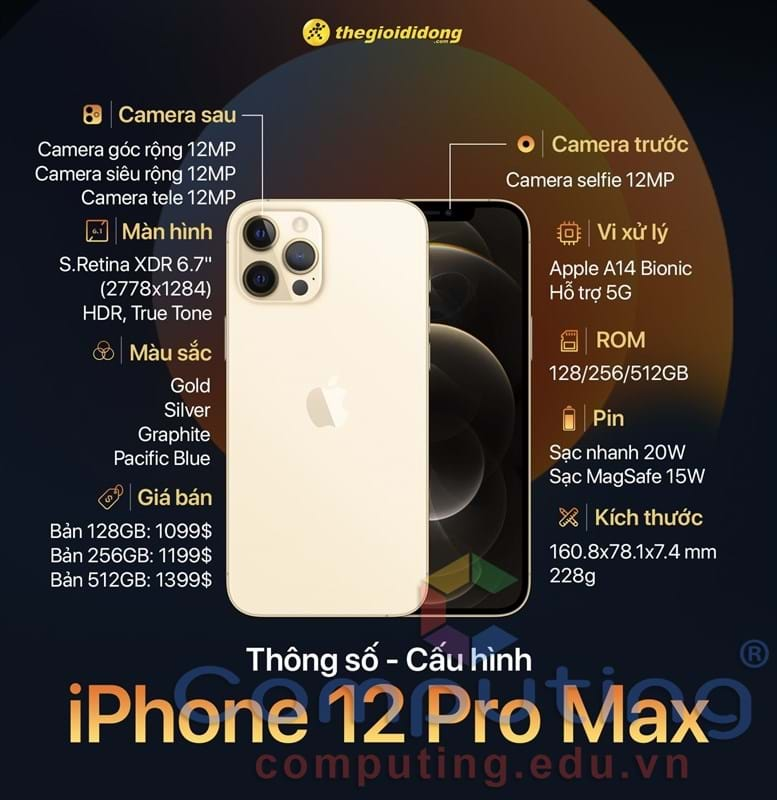 thegioididong
.com
Camera sau
Camera góc rộng 12MP
Camera siêu rộng 12MP
Camera tele 12MP
6.1
Màn hình
S.Retina XDR 6.7"
(2778x1284)
HDR, True Tone
Màu sắc
Gold
Silver
Graphite
Pacific Blue
Giá bán
Bản 128GB: 1099$
Bản 256GB: 1199$
Bản 512GB: 1399$
Camera trước
Camera selfie 12MP
Vi xử lý
Apple A14 Bionic
Hỗ trợ 5G
ROM
128/256/512GB
Pin
Sạc nhanh 20W
Sạc MagSafe 15W
Kích thước
160.8x78.1x7.4 mm
228g
Thông số - Cấu hình
iPhone 12 Pro Max
Computing ®
computing.edu.vn